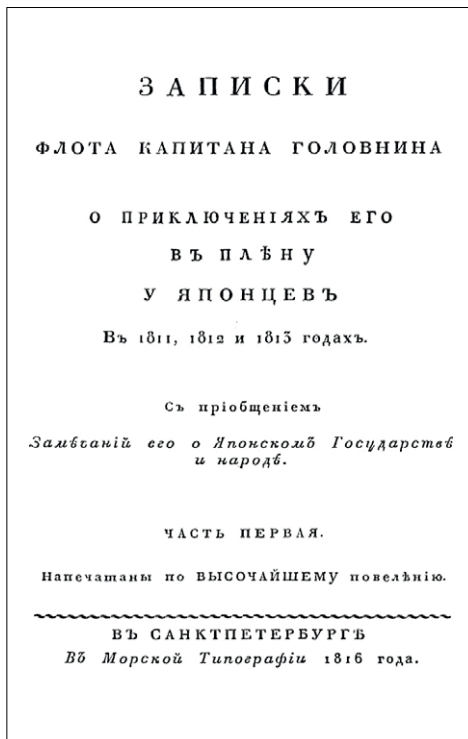 ЗАПИСКИ
ФЛОТА КАПИТАНА ГОЛОВНИНА
О ПРИКЛЮЧЕНІЯХЪ ЕГО
ВЪ ПЛѢНУ
У ЯПОНЦЕВЪ
Въ 1811, 1812 и 1813 годахъ.
Съ пріобщеніемъ
Замѣчаній его о Японскомъ Государствѣ
и народѣ.
ЧАСТЬ ПЕРВАЯ.
Напечатаны по ВЫСОЧАЙШЕМУ повелѣнію.
ВЪ САНКТПЕТЕРБУРГѢ
Въ Морской Типографіи 1816 года.